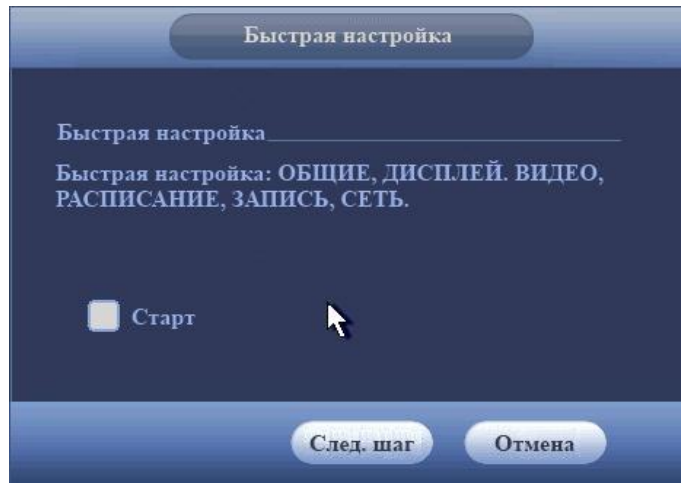 Быстрая настройка
Быстрая настройка
Быстрая настройка: ОБЩИЕ, ДИСПЛЕЙ. ВИДЕО,
РАСПИСАНИЕ, ЗАПИСЬ, СЕТЬ.
Старт
След. шаг Отмена